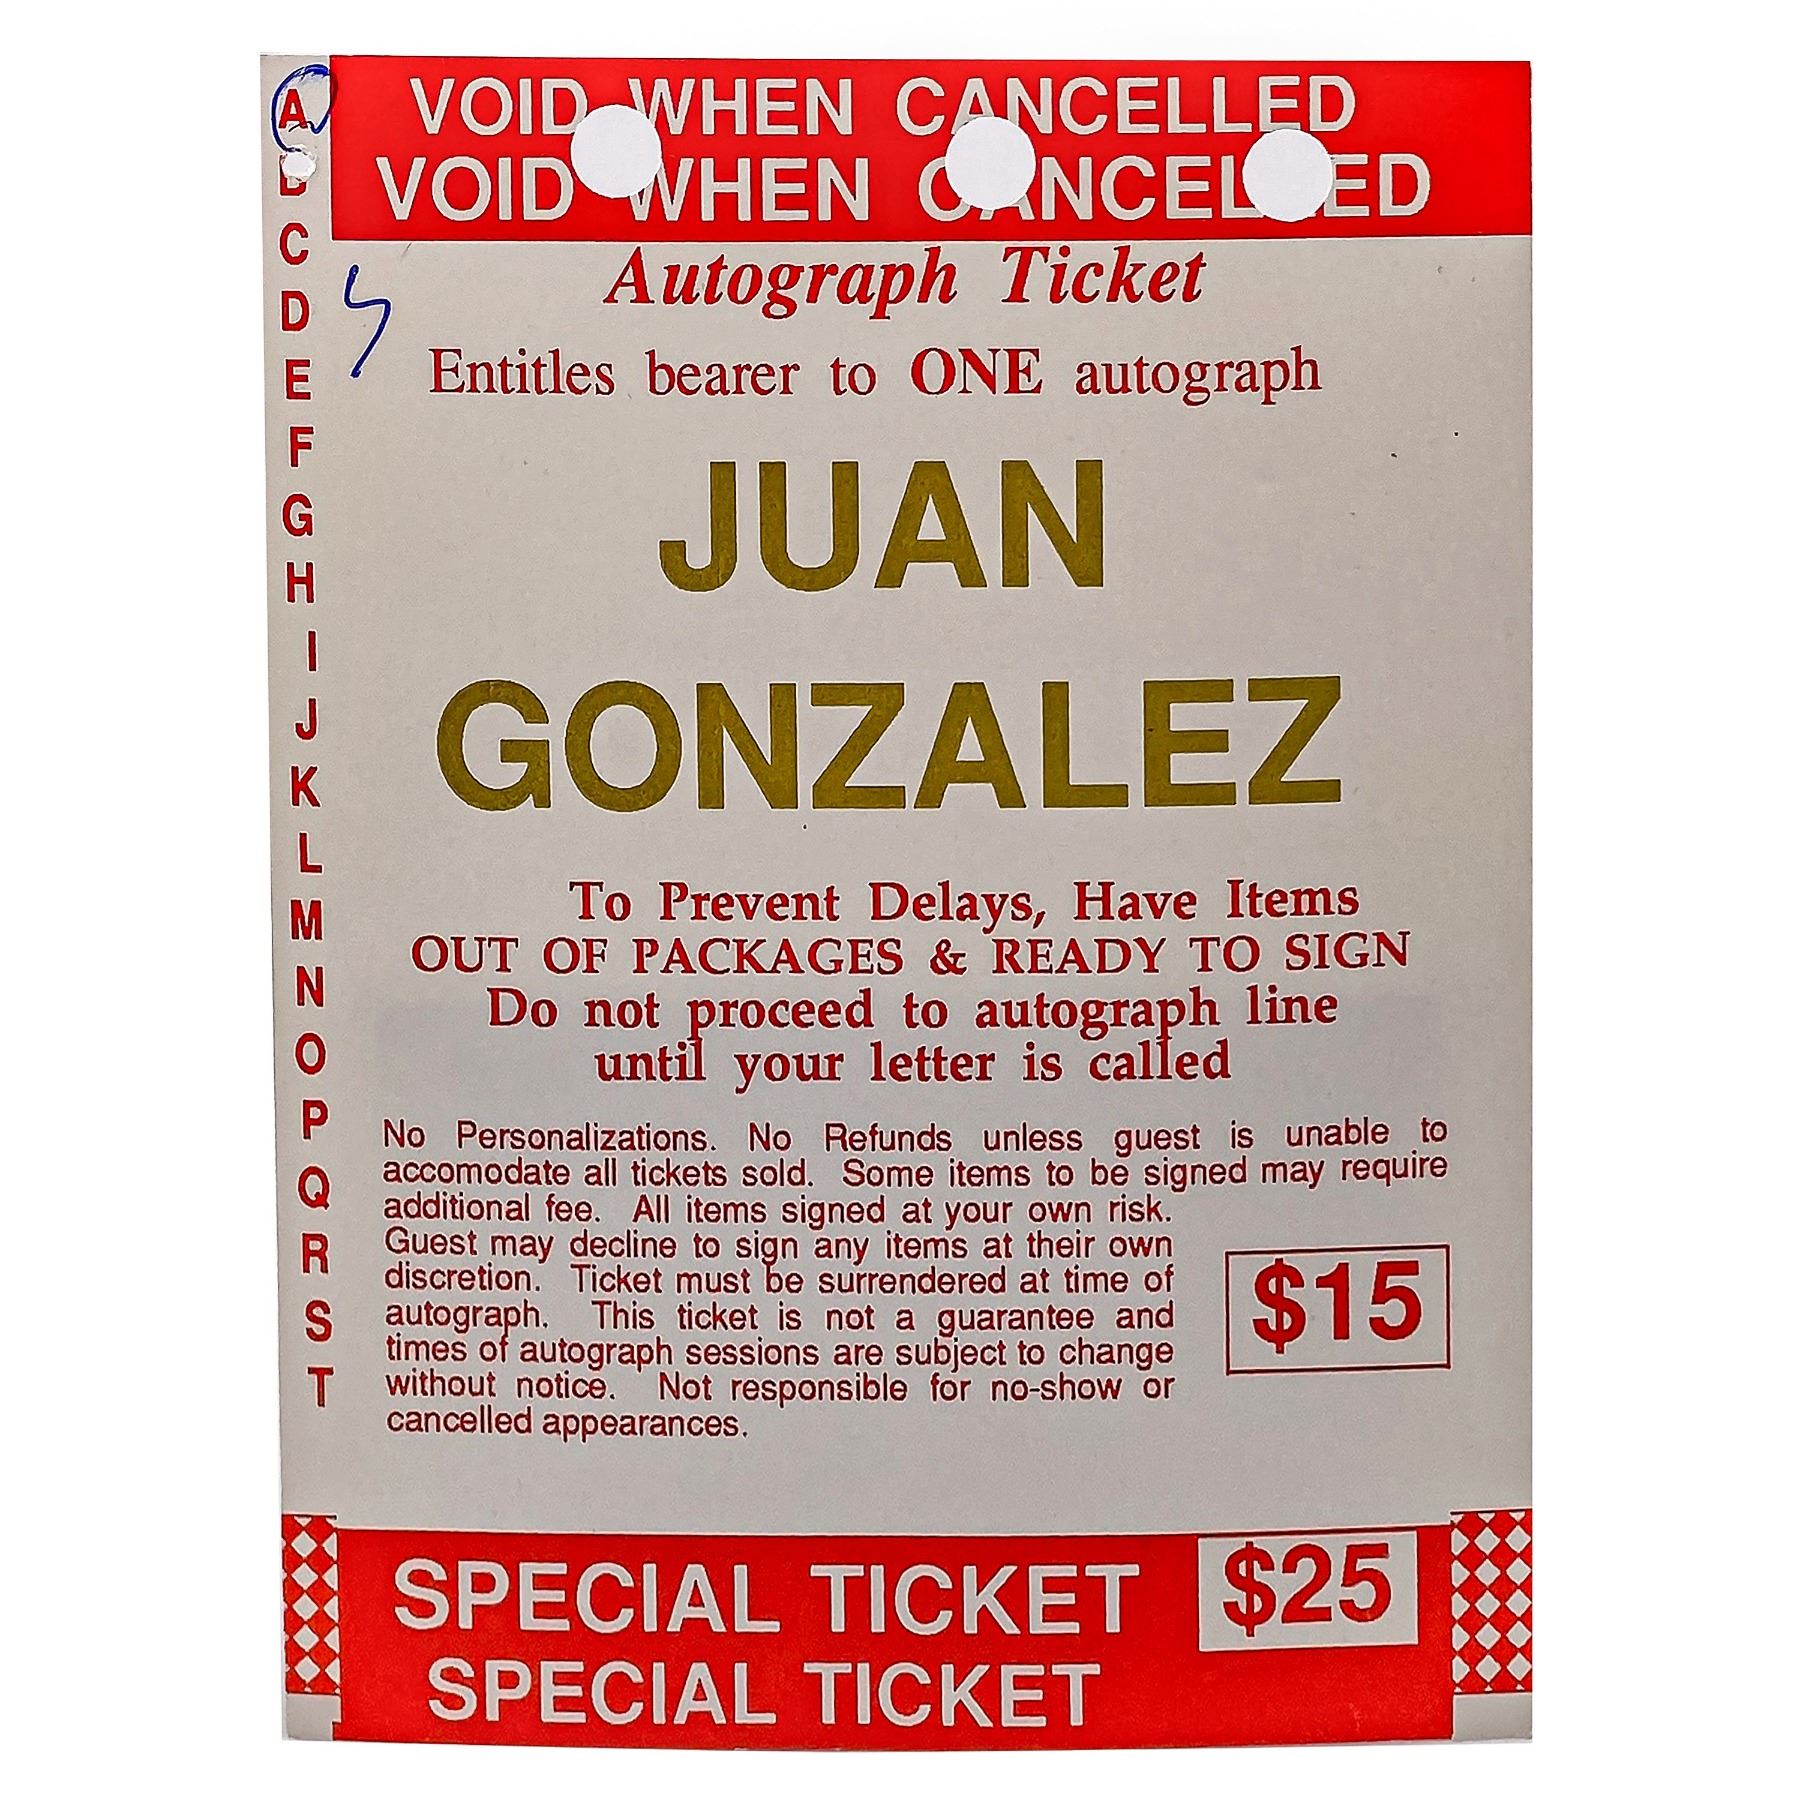 VOID WHEN CANCELLED
VOID WHEN CANCELLED
Autograph Ticket
Entitles bearer to ONE autograph
JUAN
GONZALEZ
To Prevent Delays, Have Items
OUT OF PACKAGES & READY TO SIGN
Do not proceed to autograph line
until your letter is called
No Personalizations. No Refunds unless guest is unable to
accomodate all tickets sold. Some items to be signed may require
additional fee. All items signed at your own risk.
Guest may decline to sign any items at their own
discretion. Ticket must be surrendered at time of
autograph. This ticket is not a guarantee and
times of autograph sessions are subject to change
without notice. Not responsible for no-show or
cancelled appearances.
$15
SPECIAL TICKET
$25
SPECIAL TICKET
A
B
C
D
E
F
G
H
I
J
K
L
M
N
O
P
Q
R
S
T